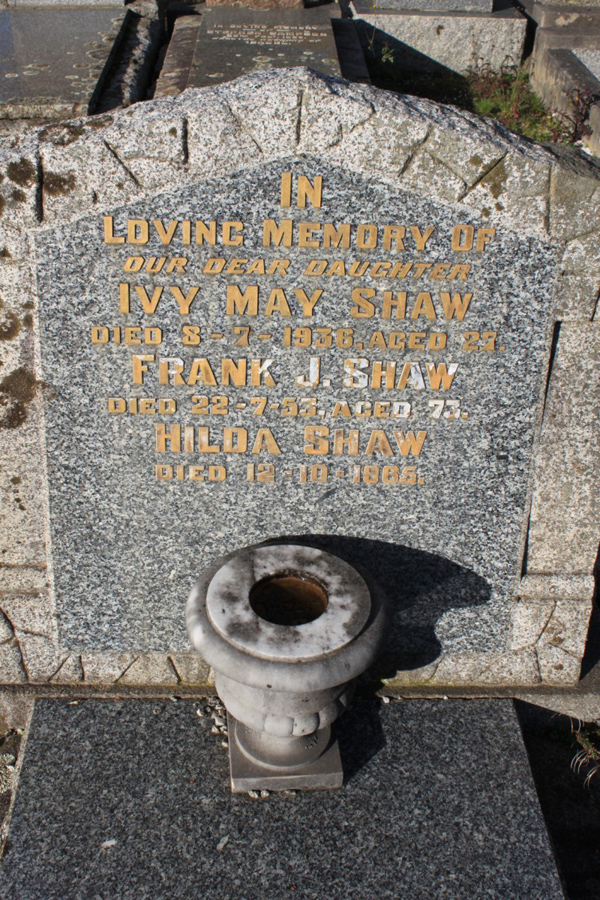 IN
LOVING MEMORY OF
OUR DEAR DAUGHTER
IVY MAY SHAW
DIED 8-7-1936, AGED 27.
FRANK J. SHAW
DIED 22-7-53, AGED 73.
HILDA SHAW
DIED 12-10-1965.